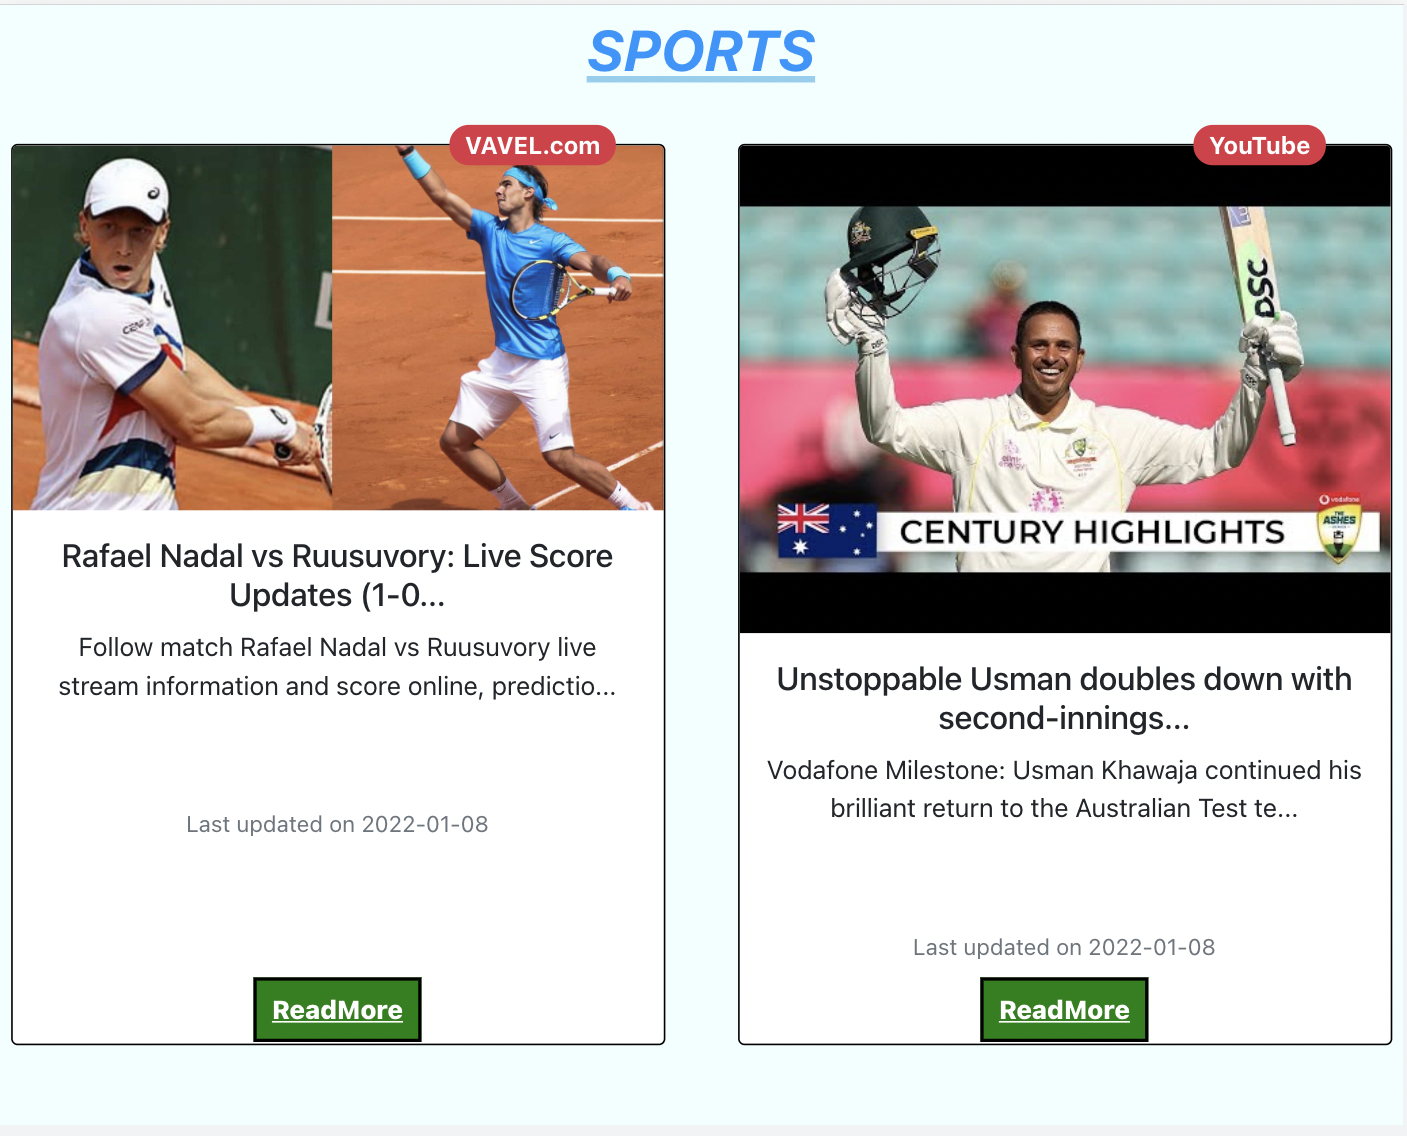 SPORTS
VAVEL.com
Rafael Nadal vs Ruusuvory: Live Score
Updates (1-0...
Follow match Rafael Nadal vs Ruusuvory live
stream information and score online, predictio...
Last updated on 2022-01-08
ReadMore
YouTube
DSC
DSC
vodafone
THE
ASHES
CENTURY HIGHLIGHTS
Unstoppable Usman doubles down with
second-innings...
Vodafone Milestone: Usman Khawaja continued his
brilliant return to the Australian Test te...
Last updated on 2022-01-08
ReadMore